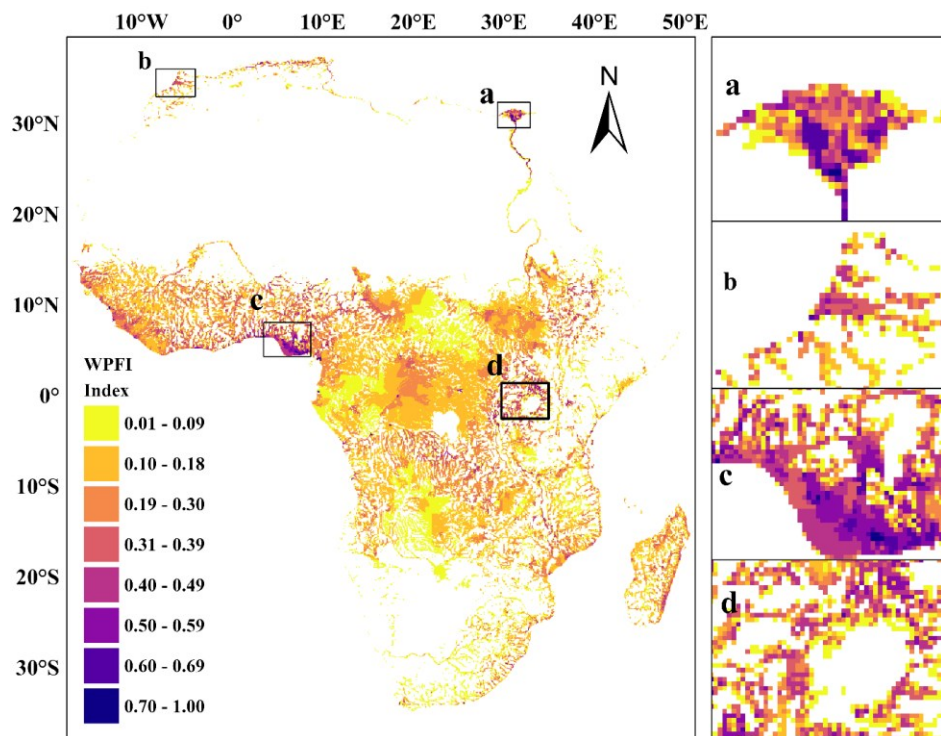 10°W 0° 10°E 20°E 30°E 40°E 50°E
30°N
20°N
10°N
0°
10°S
20°S
30°S
b
a
c
d
N
WPFI
Index
0.01 - 0.09
0.10 - 0.18
0.19 - 0.30
0.31 - 0.39
0.40 - 0.49
0.50 - 0.59
0.60 - 0.69
0.70 - 1.00
a
b
c
d